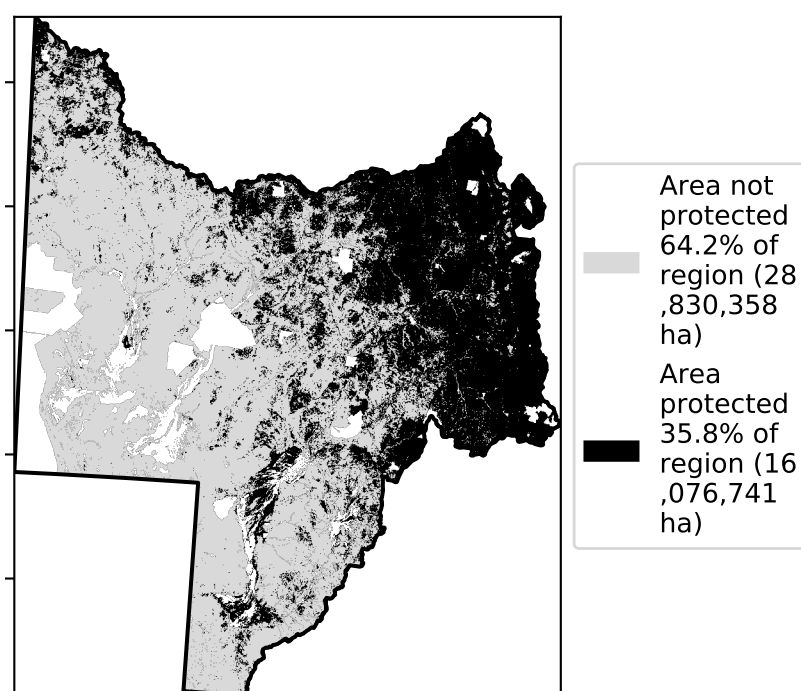 Area not
protected
64.2% of
region (28
,830,358
ha)
Area
protected
35.8% of
region (16
,076,741
ha)